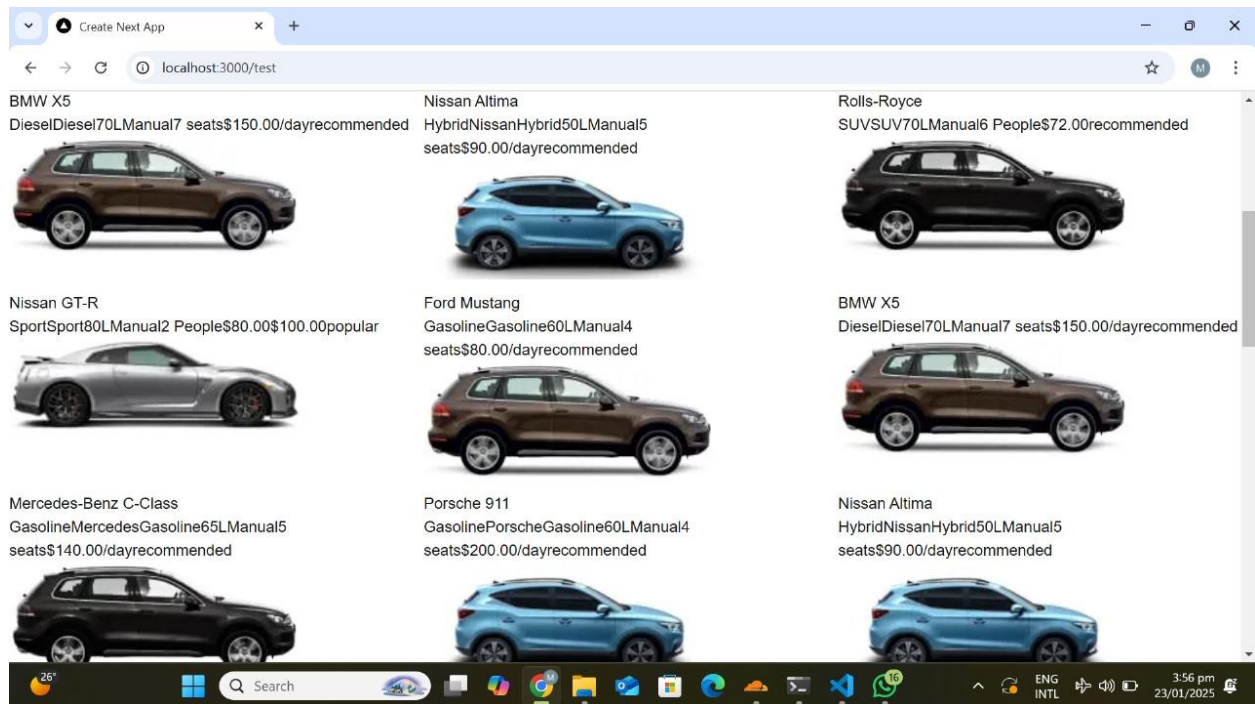 Create Next App
localhost:3000/test
M
BMW X5
DieselDiesel70LManual7 seats$150.00/dayrecommended
Nissan Altima
HybridNissanHybrid50LManual5
seats$90.00/dayrecommended
Rolls-Royce
SUVSUV70LManual6 People$72.00recommended
Nissan GT-R
SportSport80LManual2 People$80.00$100.00popular
Ford Mustang
GasolineGasoline60LManual4
seats$80.00/dayrecommended
BMW X5
DieselDiesel70LManual7 seats$150.00/dayrecommended
Mercedes-Benz C-Class
GasolineMercedesGasoline65LManual5
seats$140.00/dayrecommended
Porsche 911
GasolinePorscheGasoline60LManual4
seats$200.00/dayrecommended
Nissan Altima
HybridNissanHybrid50LManual5
seats$90.00/dayrecommended
26°
Search
M
16
ENG
INTL
3:56 pm
23/01/2025